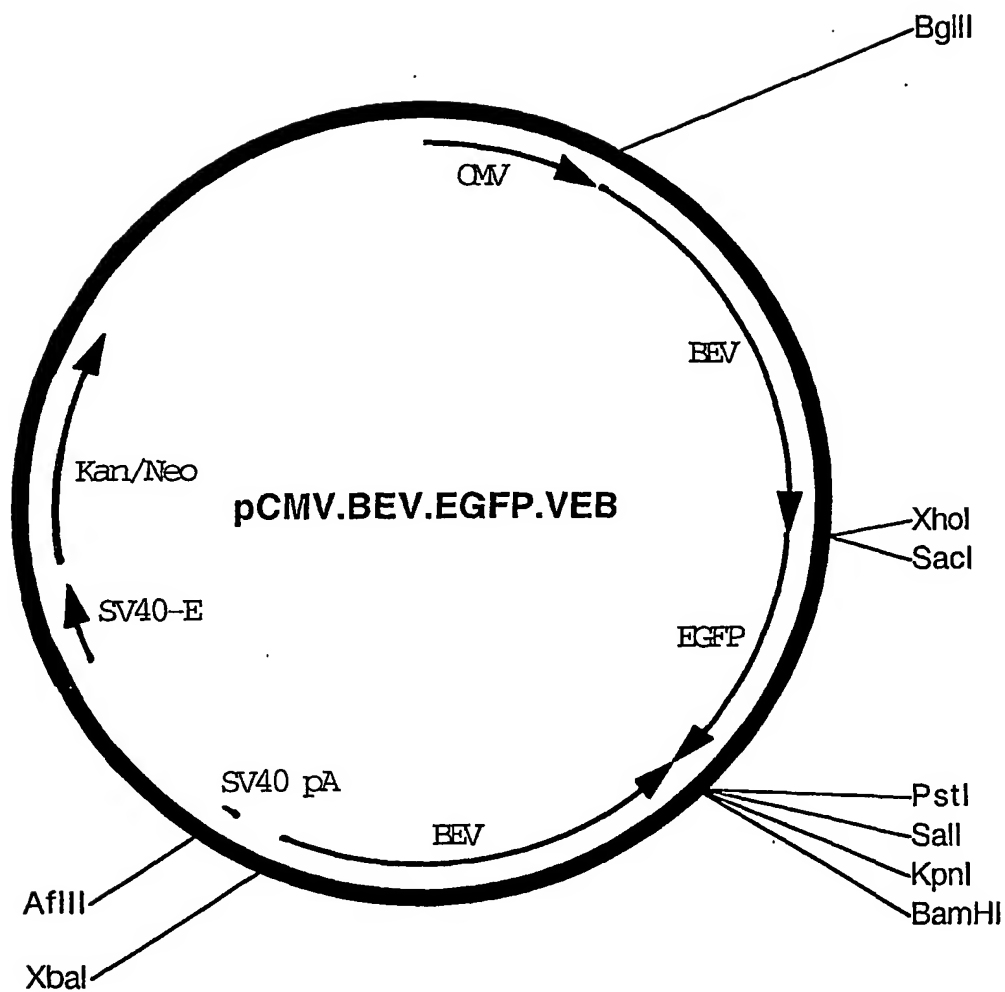 BglII
CMV
BEV
Kan/Neo
pCMV.BEV.EGFP.VEB
XhoI
SacI
SV40-E
EGFP
SV40 pA
PstI
SalI
BEV
KpnI
AflII
BamHI
XbaI